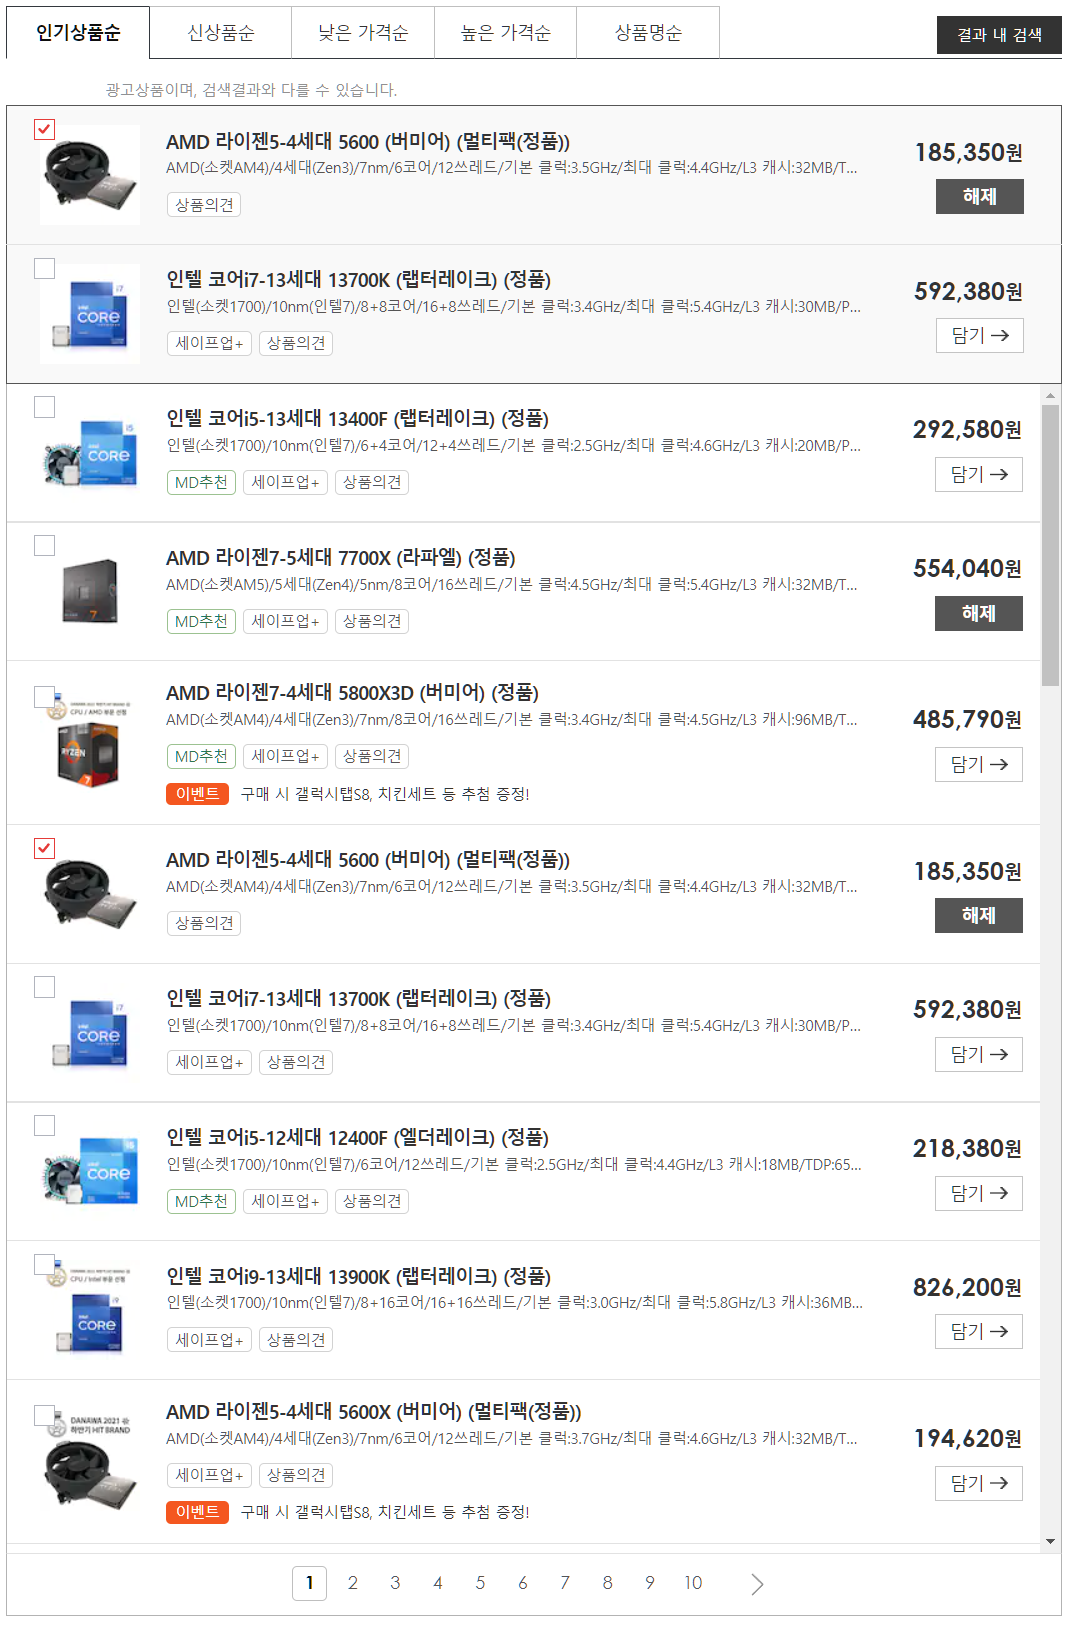 인기상품순 신상품순 낮은 가격순 높은 가격순 상품명순 결과 내 검색
광고상품이며, 검색결과와 다를 수 있습니다.
AMD 라이젠5-4세대 5600 (버미어) (멀티팩(정품))
AMD(소켓AM4)/4세대(Zen3)/7nm/6코어/12쓰레드/기본 클럭:3.5GHz/최대 클럭:4.4GHz/L3 캐시:32MB/T...
185,350원
해제
상품의견
인텔 코어i7-13세대 13700K (랩터레이크) (정품)
인텔(소켓1700)/10nm(인텔7)/8+8코어/16+8쓰레드/기본 클럭:3.4GHz/최대 클럭:5.4GHz/L3 캐시:30MB/P...
592,380원
담기 →
세이프업+ 상품의견
인텔 코어i5-13세대 13400F (랩터레이크) (정품)
인텔(소켓1700)/10nm(인텔7)/6+4코어/12+4쓰레드/기본 클럭:2.5GHz/최대 클럭:4.6GHz/L3 캐시:20MB/P...
292,580원
담기 →
MD추천 세이프업+ 상품의견
AMD 라이젠7-5세대 7700X (라파엘) (정품)
AMD(소켓AM5)/5세대(Zen4)/5nm/8코어/16쓰레드/기본 클럭:4.5GHz/최대 클럭:5.4GHz/L3 캐시:32MB/T...
554,040원
해제
MD추천 세이프업+ 상품의견
CPU / AMD 부문 선정
RYZEN
7
AMD 라이젠7-4세대 5800X3D (버미어) (정품)
AMD(소켓AM4)/4세대(Zen3)/7nm/8코어/16쓰레드/기본 클럭:3.4GHz/최대 클럭:4.5GHz/L3 캐시:96MB/T...
485,790원
담기 →
MD추천 세이프업+ 상품의견
이벤트 구매 시 갤럭시탭S8, 치킨세트 등 추첨 증정!
AMD 라이젠5-4세대 5600 (버미어) (멀티팩(정품))
AMD(소켓AM4)/4세대(Zen3)/7nm/6코어/12쓰레드/기본 클럭:3.5GHz/최대 클럭:4.4GHz/L3 캐시:32MB/T...
185,350원
해제
상품의견
인텔 코어i7-13세대 13700K (랩터레이크) (정품)
인텔(소켓1700)/10nm(인텔7)/8+8코어/16+8쓰레드/기본 클럭:3.4GHz/최대 클럭:5.4GHz/L3 캐시:30MB/P...
592,380원
담기 →
세이프업+ 상품의견
인텔 코어i5-12세대 12400F (엘더레이크) (정품)
인텔(소켓1700)/10nm(인텔7)/6코어/12쓰레드/기본 클럭:2.5GHz/최대 클럭:4.4GHz/L3 캐시:18MB/TDP:65...
218,380원
담기 →
MD추천 세이프업+ 상품의견
CPU / Intel 부문 선정
인텔 코어i9-13세대 13900K (랩터레이크) (정품)
인텔(소켓1700)/10nm(인텔7)/8+16코어/16+16쓰레드/기본 클럭:3.0GHz/최대 클럭:5.8GHz/L3 캐시:36MB...
826,200원
담기 →
세이프업+ 상품의견
DANAWA 2021
하반기 HIT BRAND
AMD 라이젠5-4세대 5600X (버미어) (멀티팩(정품))
AMD(소켓AM4)/4세대(Zen3)/7nm/6코어/12쓰레드/기본 클럭:3.7GHz/최대 클럭:4.6GHz/L3 캐시:32MB/T...
194,620원
담기 →
세이프업+ 상품의견
이벤트 구매 시 갤럭시탭S8, 치킨세트 등 추첨 증정!
1 2 3 4 5 6 7 8 9 10